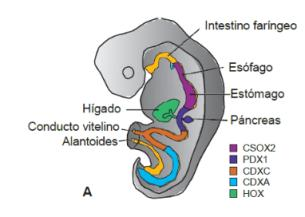 Intestino faríngeo
Esófago
Estómago
Hígado
Páncreas
Conducto vitelino
Alantoides
CSOX2
PDX1
CDXC
CDXA
HOX
A